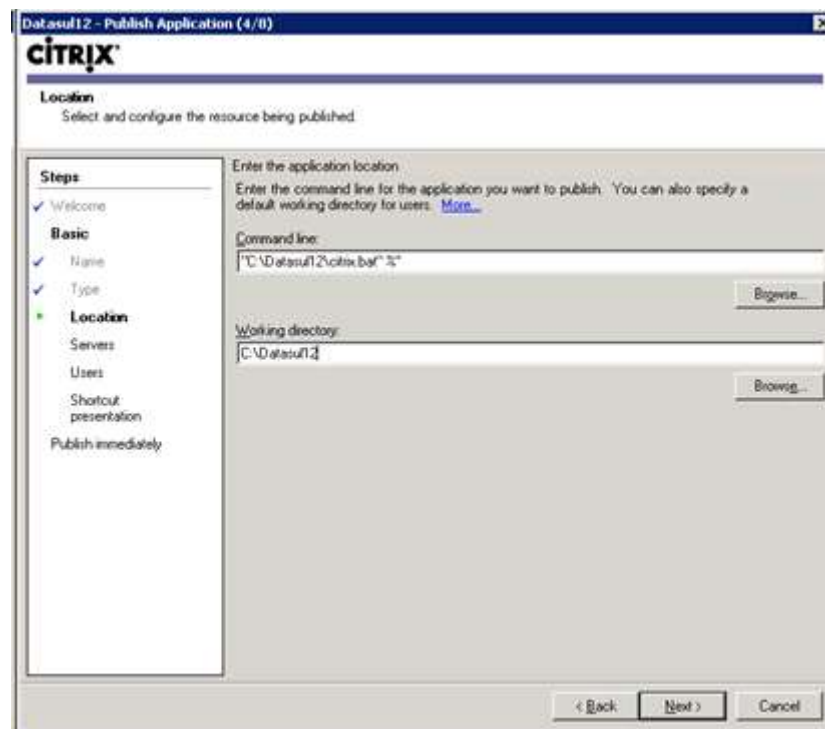 Datasul12 - Publish Application (4/8)
CİTRIX
Location
Select and configure the resource being published.
Steps
Welcome
Basic
Name
Type
Location
Servers
Users
Shortcut
presentation
Publish immediately
Enter the application location
Enter the command line for the application you want to publish. You can also specify a
default working directory for users. More...
Command line:
"C:\Datasul12\citrix.bat" %*
Browse...
Working directory:
C:\Datasul12
Browse...
< Back
Next >
Cancel